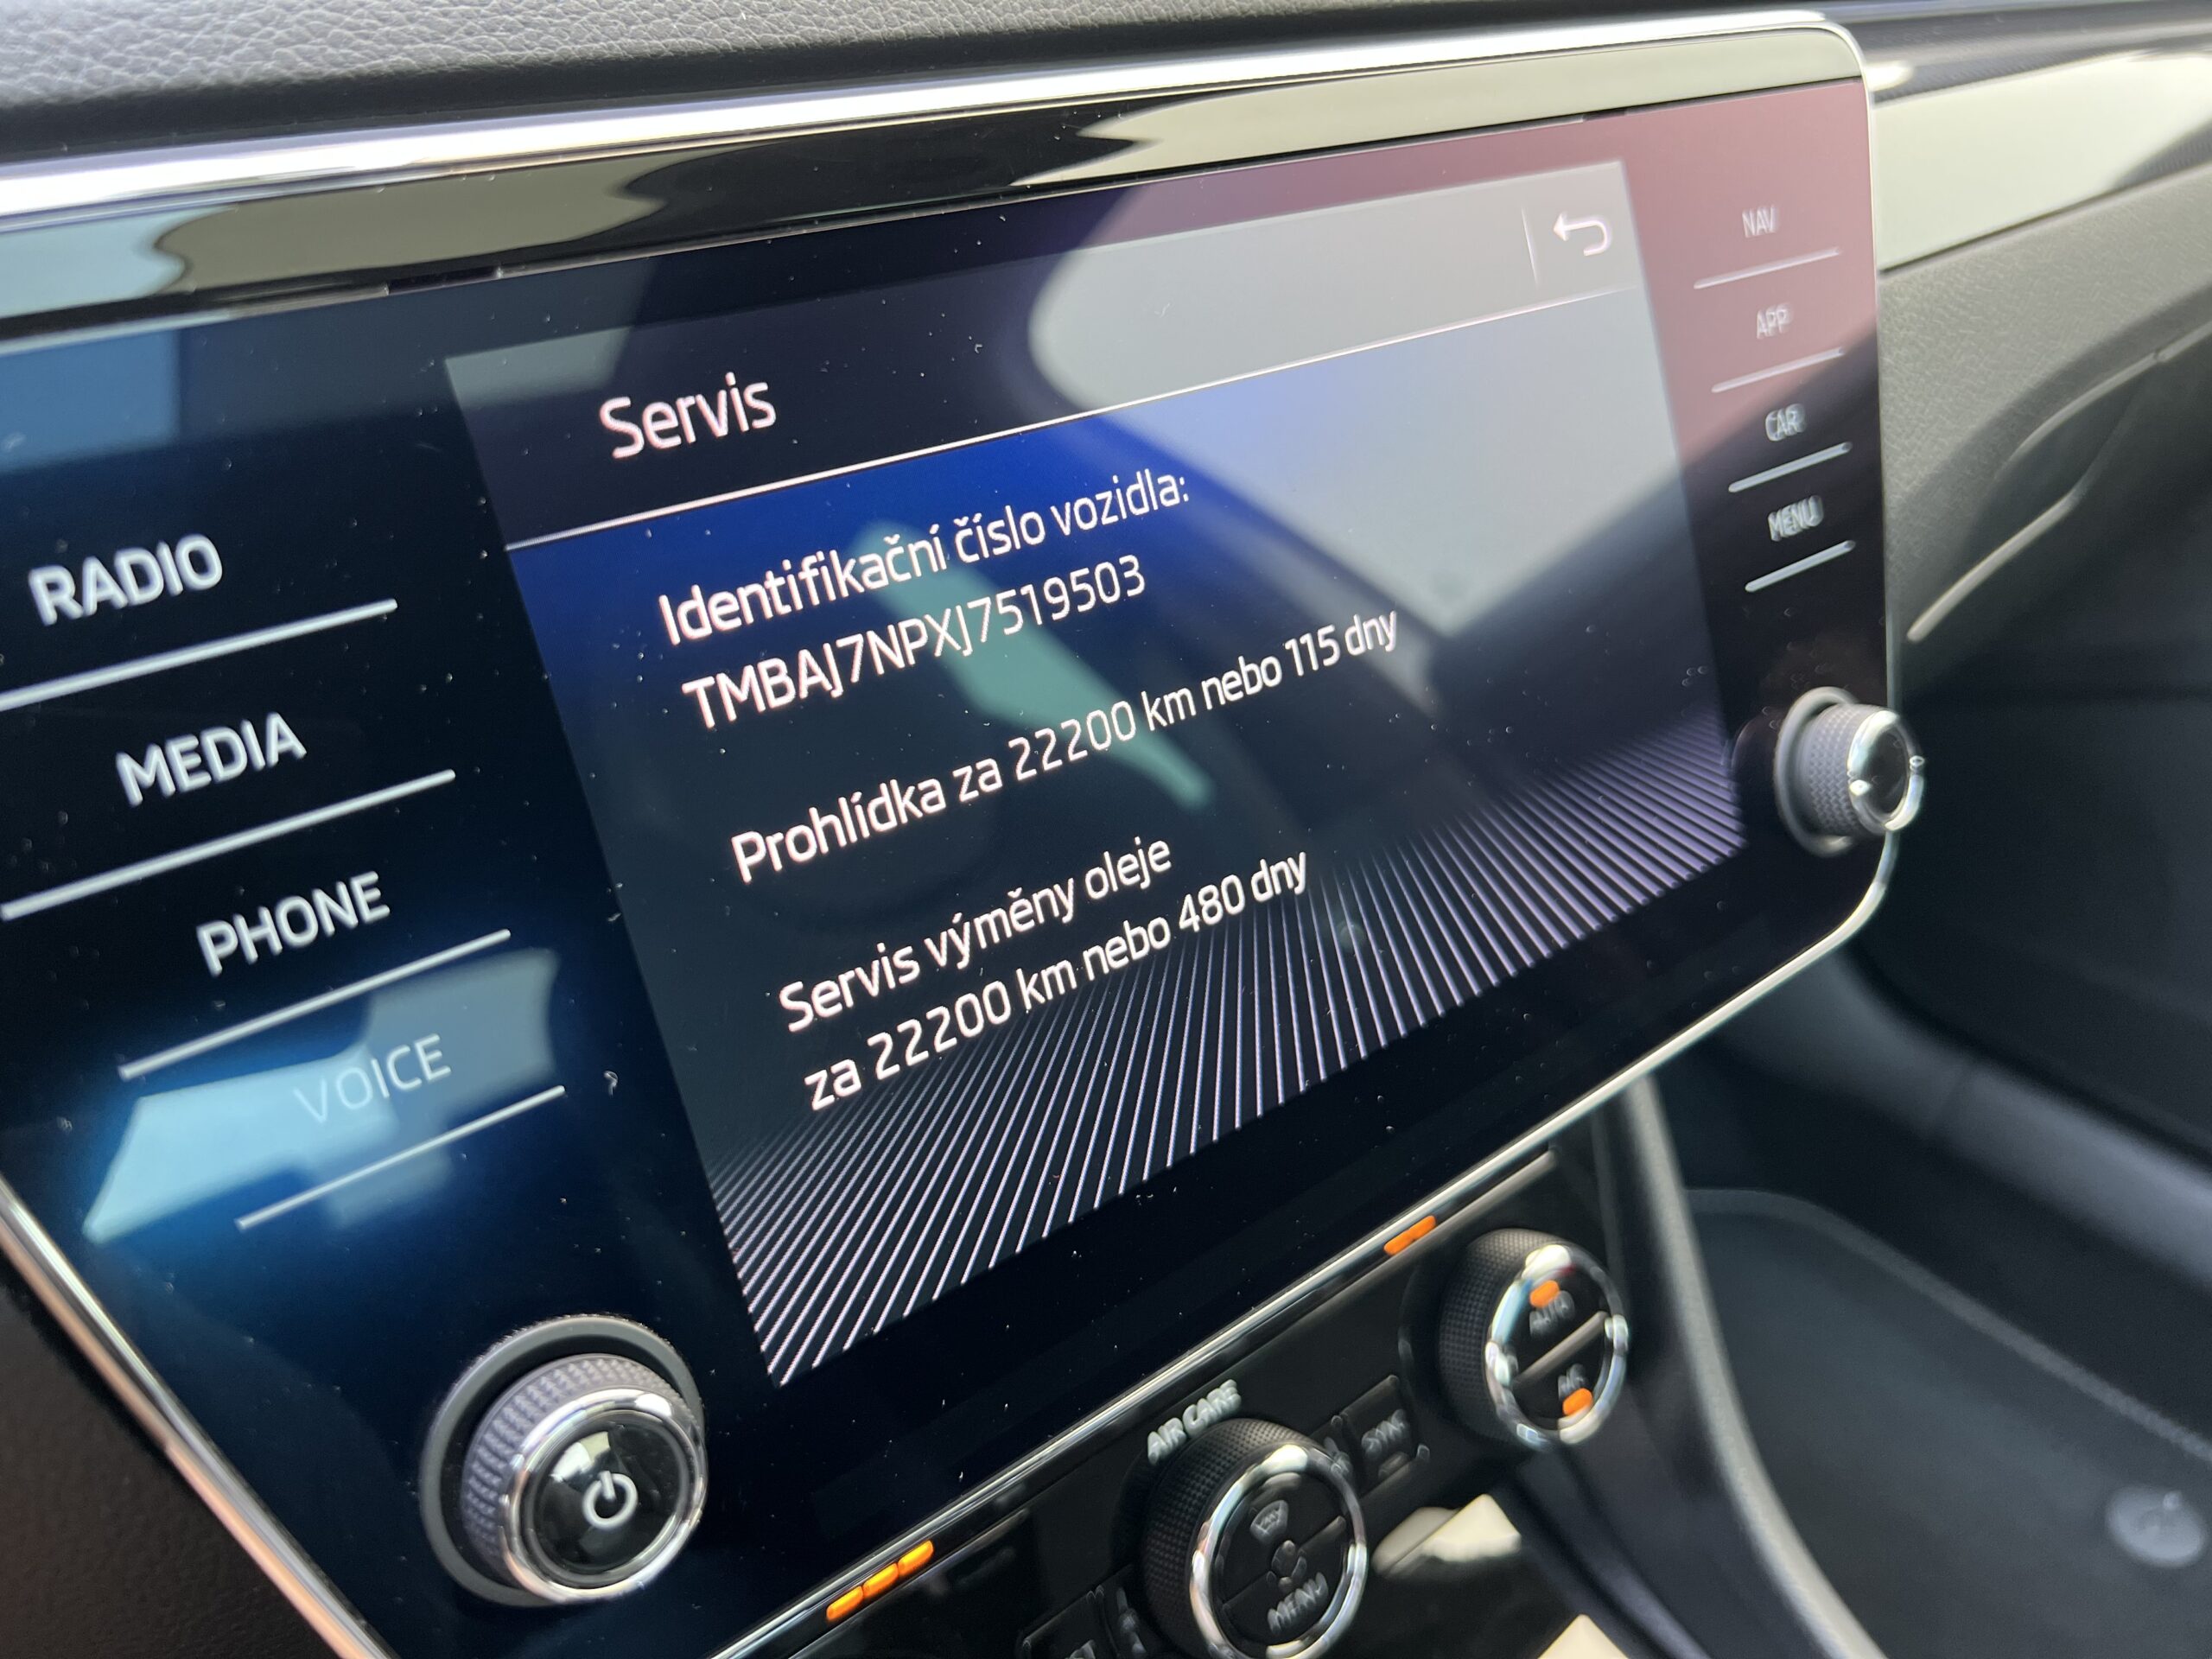 Servis
Identifikační číslo vozidla:
TMBAJ7NPXJ7519503
Prohlídka za 22200 km nebo 115 dny
Servis výměny oleje
za 22200 km nebo 480 dny
RADIO
MEDIA
PHONE
VOICE
NAV
APP
CAR
MENU
AIR CARE
SYNC
AUTO
A/C
MENU